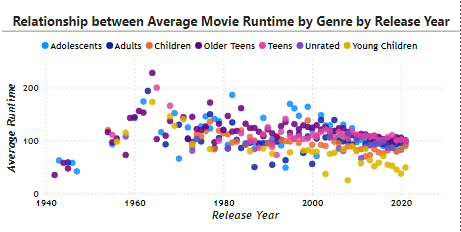 Relationship between Average Movie Runtime by Genre by Release Year
Adolescents Adults Children Older Teens Teens Unrated Young Children
Average Runtime
200
100
0
1940 1960 1980 2000 2020
Release Year